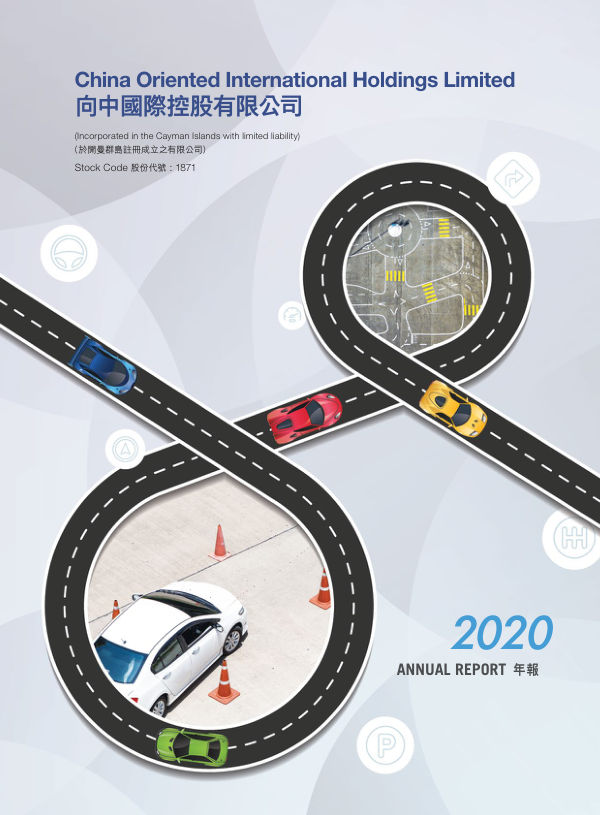 China Oriented International Holdings Limited
向中國際控股有限公司
(Incorporated in the Cayman Islands with limited liability)
(於開曼群島註冊成立之有限公司)
Stock Code 股份代號：1871
2020
ANNUAL REPORT 年報
P